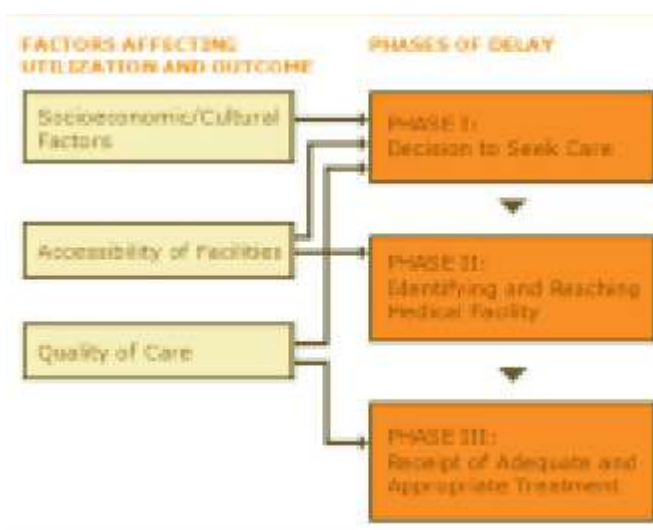 FACTORS AFFECTING
UTILIZATION AND OUTCOME
PHASES OF DELAY
Socioeconomic/Cultural
Factors
Accessibility of Facilities
Quality of Care
PHASE I:
Decision to Seek Care
PHASE II:
Identifying and Reaching
Medical Facility
PHASE III:
Receipt of Adequate and
Appropriate Treatment